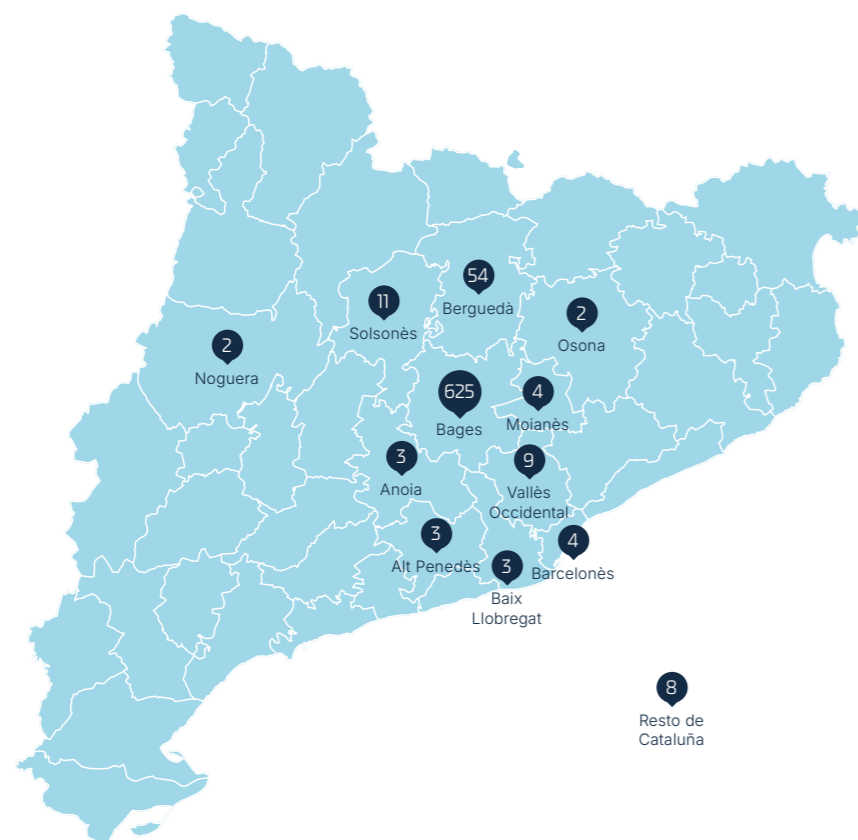 54
Berguedà
11
Solsonès
2
Osona
2
Noguera
625
Bages
4
Moianès
3
Anoia
9
Vallès
Occidental
3
Alt Penedès
4
Barcelonès
3
Baix
Llobregat
8
Resto de
Cataluña